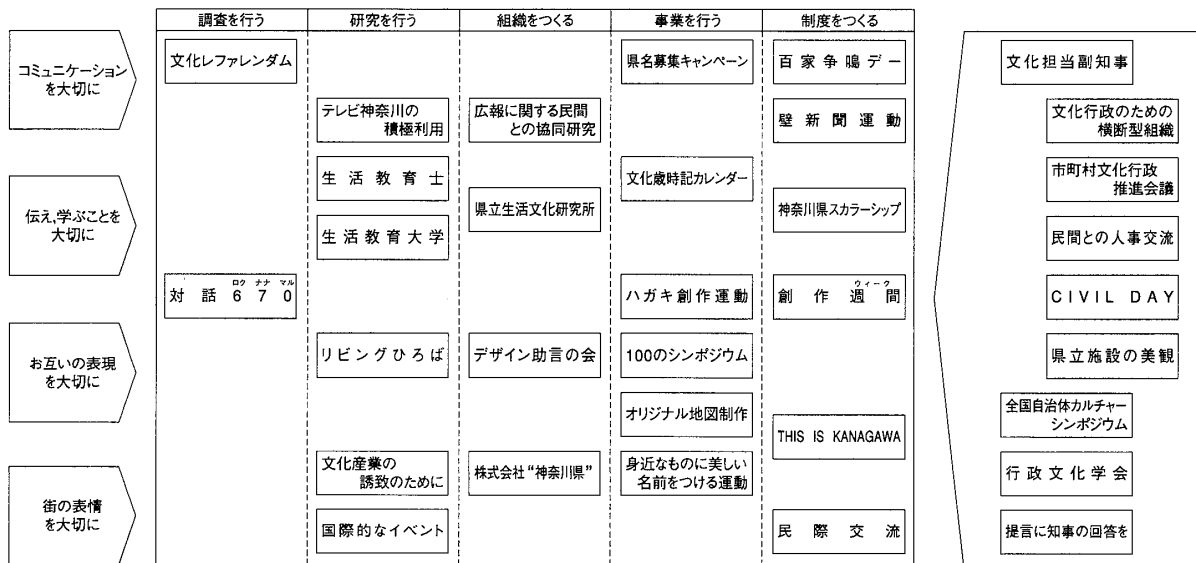 調査を行う
研究を行う
組織をつくる
事業を行う
制度をつくる
コミュニケーション
を大切に
伝え,学ぶことを
大切に
お互いの表現
を大切に
街の表情
を大切に
文化レファレンダム
対話670
ロク ナナ マル
テレビ神奈川の
積極利用
生活教育士
生活教育大学
リビングひろば
文化産業の
誘致のために
国際的なイベント
広報に関する民間
との協同研究
県立生活文化研究所
デザイン助言の会
株式会社“神奈川県”
県名募集キャンペーン
文化歳時記カレンダー
ハガキ創作運動
100のシンポジウム
オリジナル地図制作
身近なものに美しい
名前をつける運動
百家争鳴デー
壁新聞運動
神奈川県スカラーシップ
創作週間
ウィーク
THIS IS KANAGAWA
民際交流
文化担当副知事
文化行政のための
横断型組織
市町村文化行政
推進会議
民間との人事交流
CIVIL DAY
県立施設の美観
全国自治体カルチャー
シンポジウム
行政文化学会
提言に知事の回答を